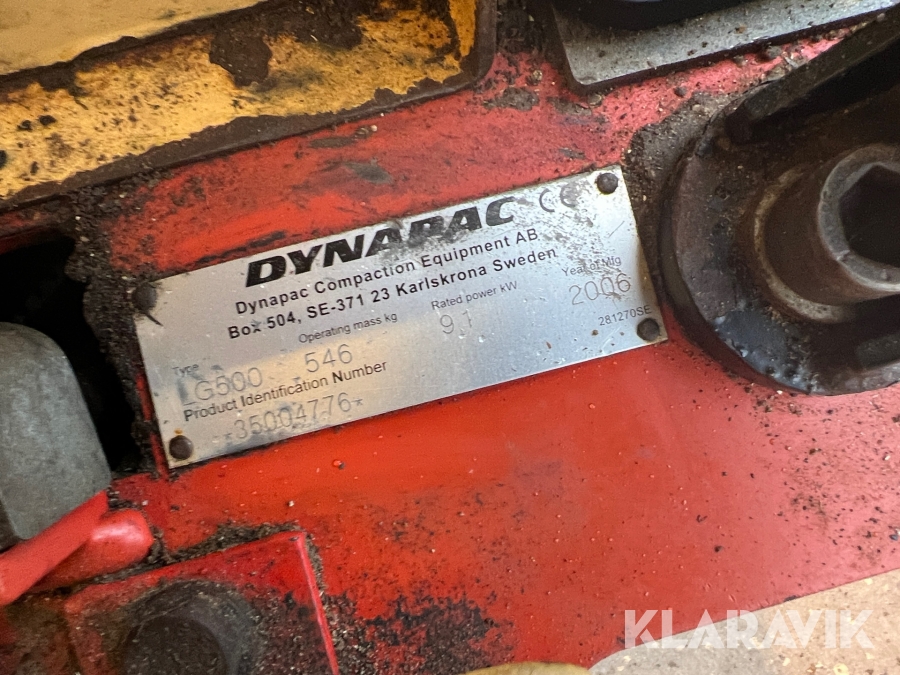 DYNAPAC CE
Dynapac Compaction Equipment AB
Box 504, SE-371 23 Karlskrona Sweden
Type Operating mass kg Rated power kW Year of Mfg
LG500 546 9.1 2006
Product Identification Number 281270SE
*35004776*
KLARAVIK